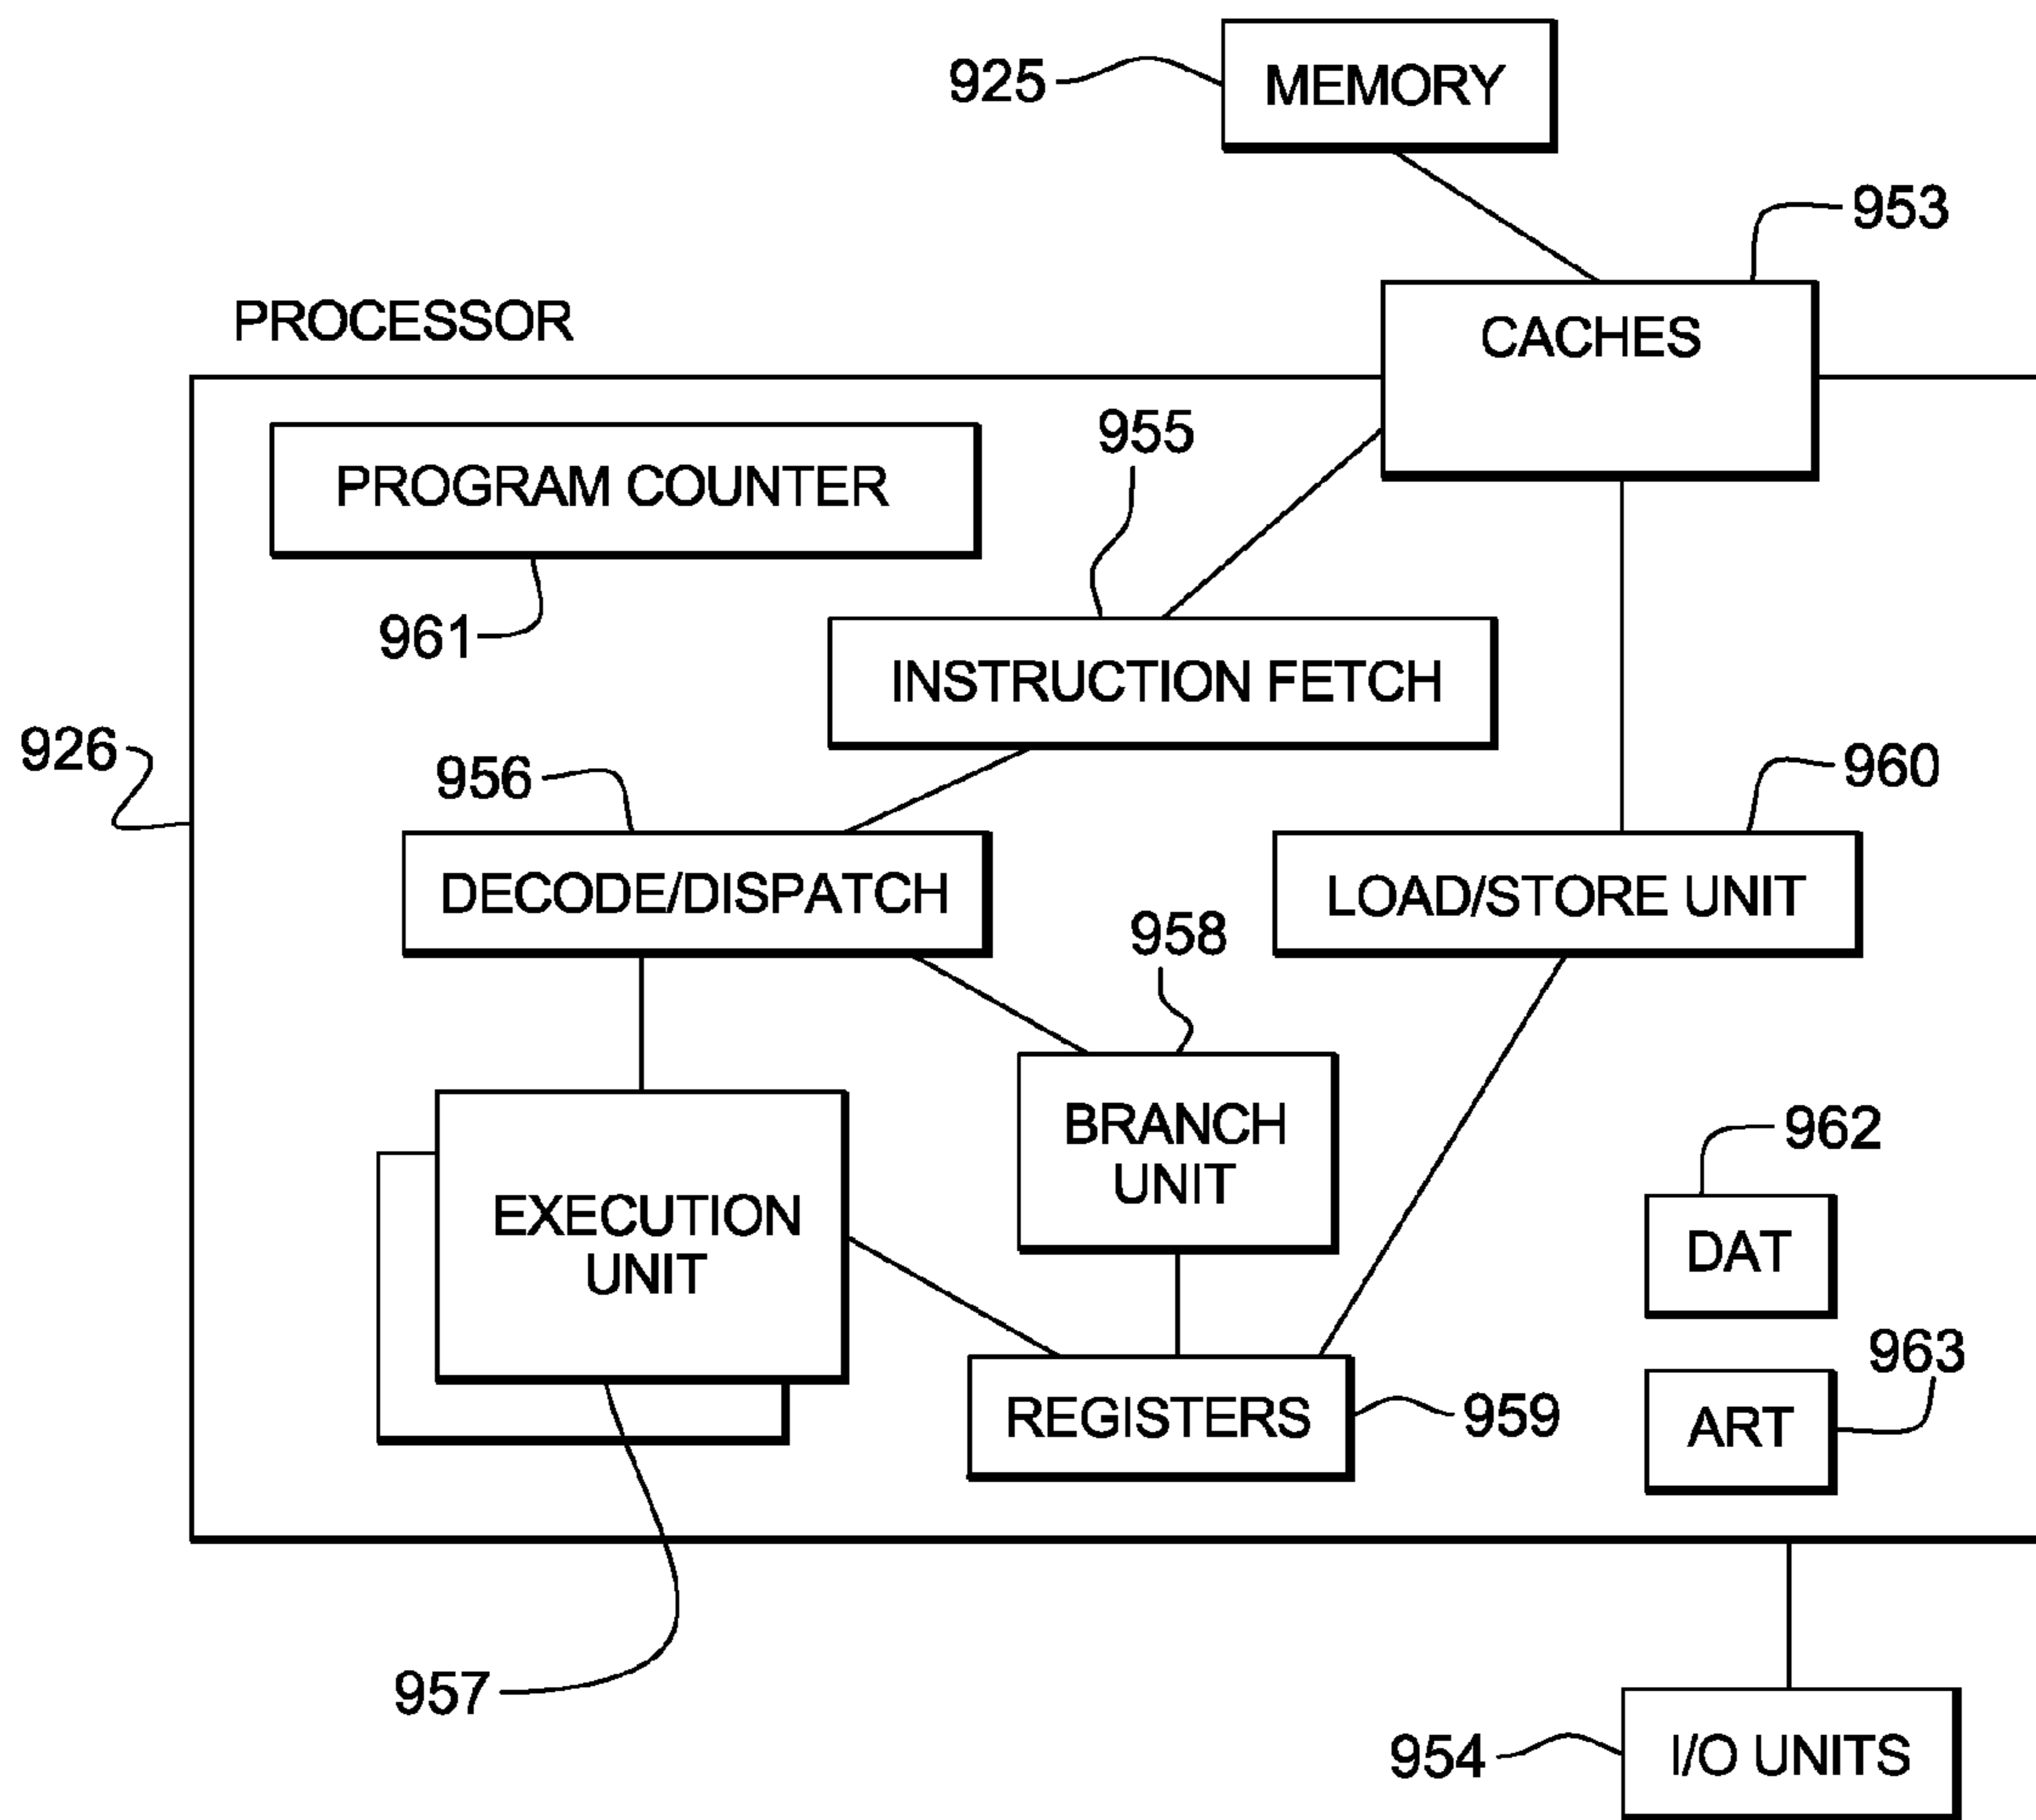 925
MEMORY
953
PROCESSOR
CACHES
955
PROGRAM COUNTER
961
INSTRUCTION FETCH
926
956
960
DECODE/DISPATCH
LOAD/STORE UNIT
958
BRANCH
UNIT
962
EXECUTION
UNIT
DAT
963
REGISTERS
959
ART
957
954
I/O UNITS